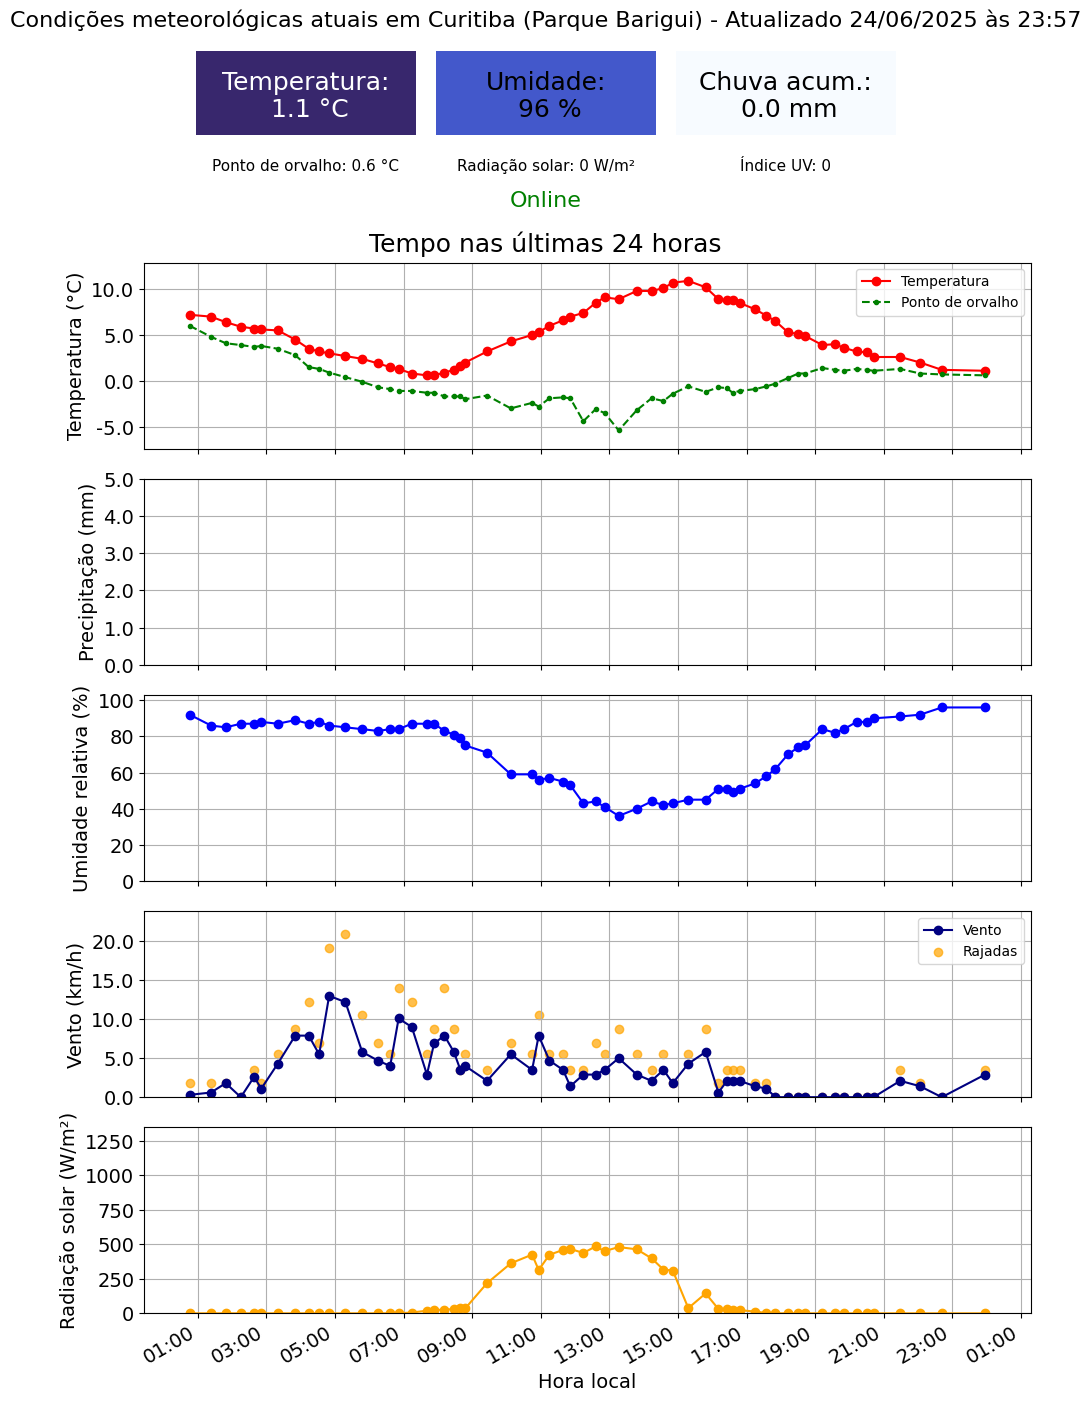 Condições meteorológicas atuais em Curitiba (Parque Barigui) - Atualizado 24/06/2025 às 23:57
Temperatura:
1.1 °C
Umidade:
96 %
Chuva acum.:
0.0 mm
Ponto de orvalho: 0.6 °C
Radiação solar: 0 W/m²
Índice UV: 0
Online
Tempo nas últimas 24 horas
Temperatura (°C)
10.0
5.0
0.0
-5.0
Temperatura
Ponto de orvalho
Precipitação (mm)
5.0
4.0
3.0
2.0
1.0
0.0
Umidade relativa (%)
100
80
60
40
20
0
Vento (km/h)
20.0
15.0
10.0
5.0
0.0
Vento
Rajadas
Radiação solar (W/m²)
1250
1000
750
500
250
0
01:00
03:00
05:00
07:00
09:00
11:00
13:00
15:00
17:00
19:00
21:00
23:00
01:00
Hora local